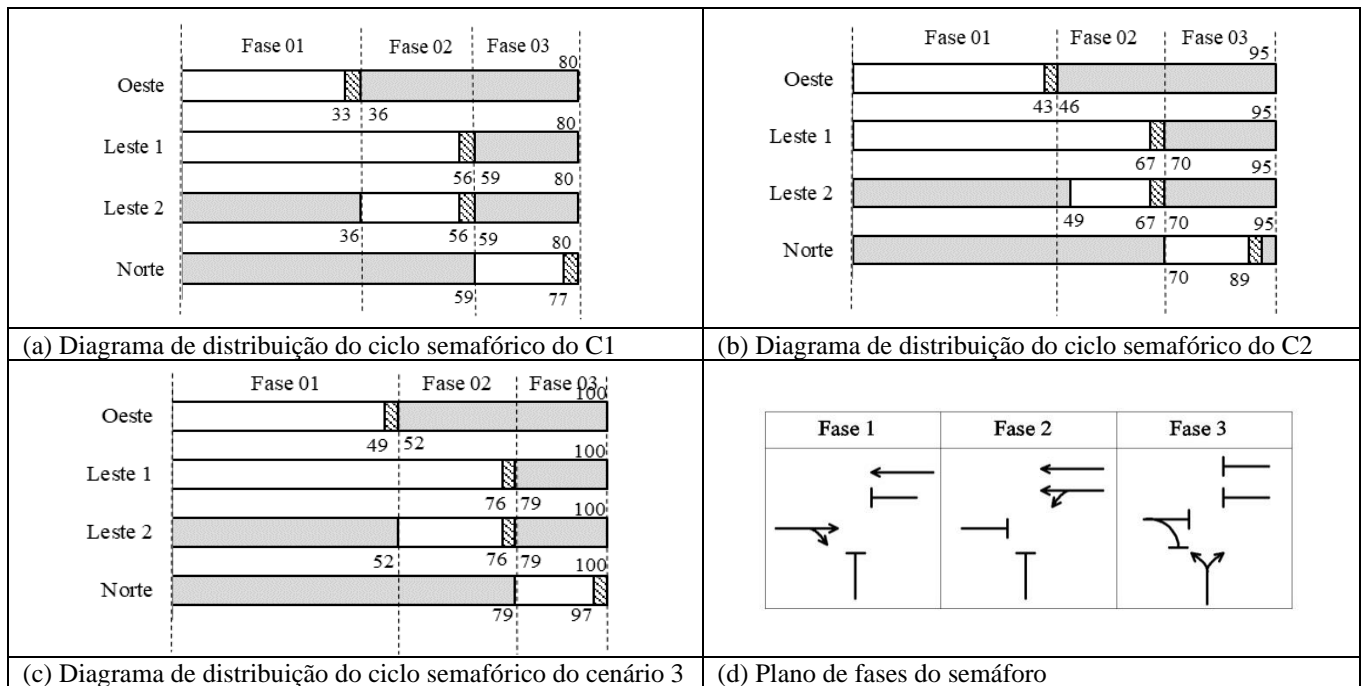 Fase 01 Fase 02 Fase 03
80
Oeste
33 36
80
Leste 1
56 59 80
Leste 2
36 56 59 80
Norte
59 77
(a) Diagrama de distribuição do ciclo semafórico do C1
Fase 01 Fase 02 Fase 03
95
Oeste
43 46 95
Leste 1
67 70 95
Leste 2
49 67 70 95
Norte
70 89
(b) Diagrama de distribuição do ciclo semafórico do C2
Fase 01 Fase 02 Fase 03
100
Oeste
49 52 100
Leste 1
76 79 100
Leste 2
52 76 79 100
Norte
79 97
(c) Diagrama de distribuição do ciclo semafórico do cenário 3
Fase 1 Fase 2 Fase 3
(d) Plano de fases do semáforo